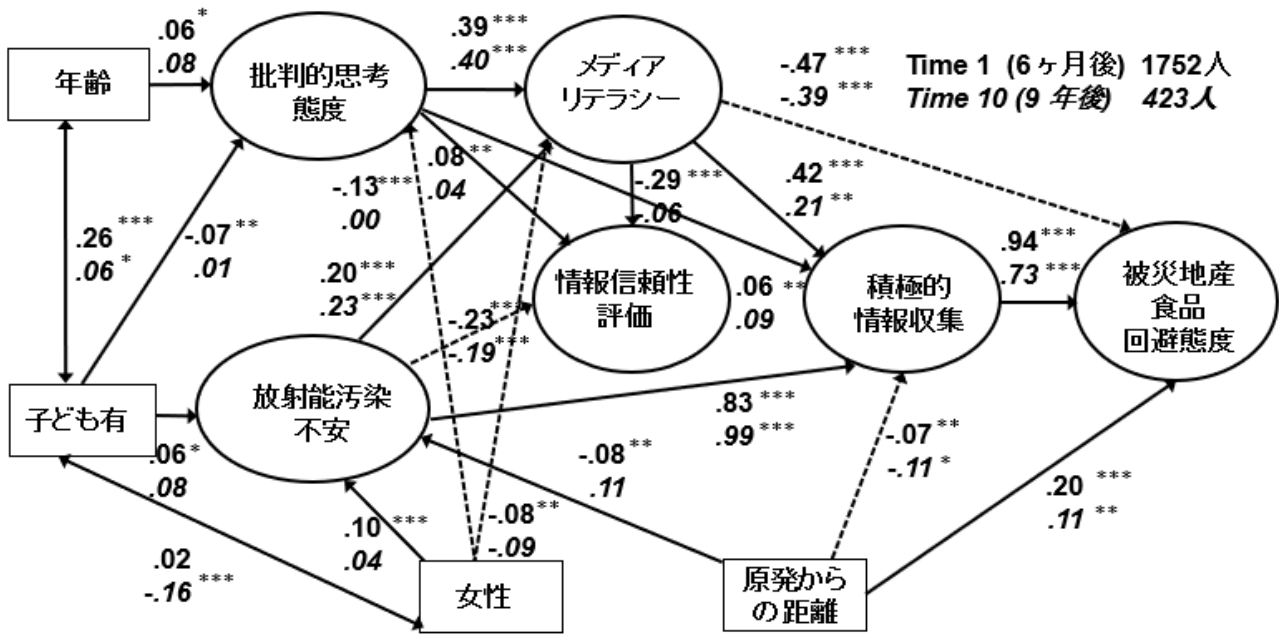 .06 *
.08
年齢
批判的思考
態度
.39 ***
.40 ***
メディア
リテラシー
-.47 ***
-.39 ***
Time 1 (6ヶ月後) 1752人
Time 10 (9 年後) 423人
.26 ***
.06 *
-.07 **
.01
-.13 ***
.00
.08 **
.04
-.29 ***
-.06
.42 ***
.21 **
.20 ***
.23 ***
-.23 ***
-.19 ***
情報信頼性
評価
.06 **
.09
積極的
情報収集
.94 ***
.73 ***
被災地産
食品
回避態度
子ども有
.06 *
.08
放射能汚染
不安
.83 ***
.99 ***
-.08 **
.11
-.07 **
-.11 *
.20 ***
.11 **
.02
-.16 ***
.10 ***
.04
-.08 **
-.09
女性
原発から
の距離